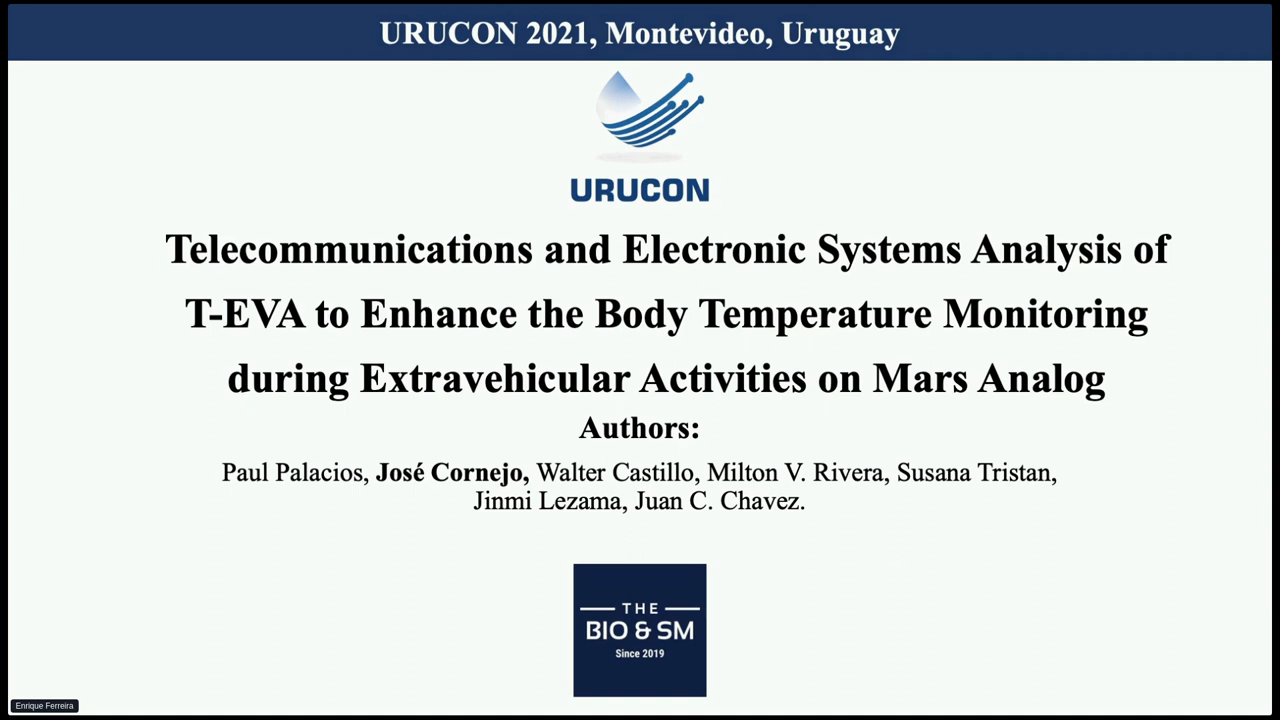 URUCON 2021, Montevideo, Uruguay
URUCON
Telecommunications and Electronic Systems Analysis of
T-EVA to Enhance the Body Temperature Monitoring
during Extravehicular Activities on Mars Analog
Authors:
Paul Palacios, José Cornejo, Walter Castillo, Milton V. Rivera, Susana Tristan,
Jinmi Lezama, Juan C. Chavez.
THE
BIO & SM
Since 2019
Enrique Ferreira